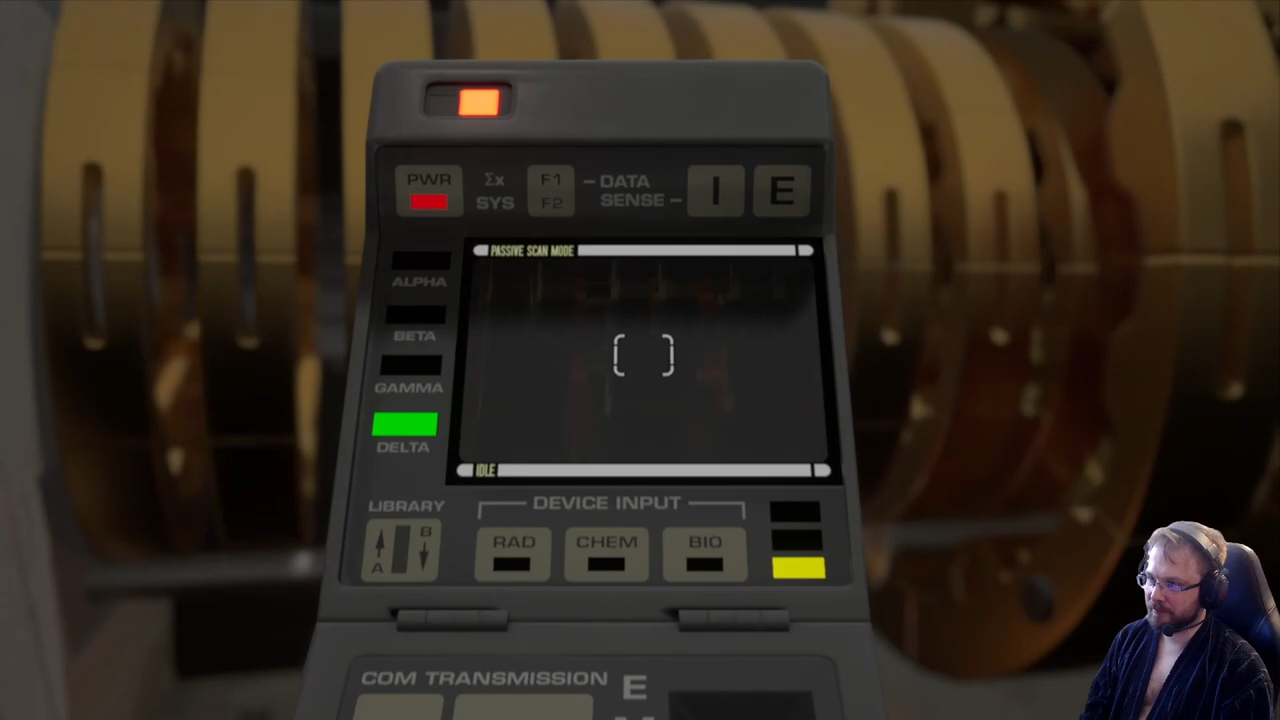 PWR
Σx
SYS
F1
F2
DATA
SENSE
I
E
PASSIVE SCAN MODE
ALPHA
BETA
GAMMA
DELTA
IDLE
LIBRARY
A
B
DEVICE INPUT
RAD
CHEM
BIO
COM TRANSMISSION
E